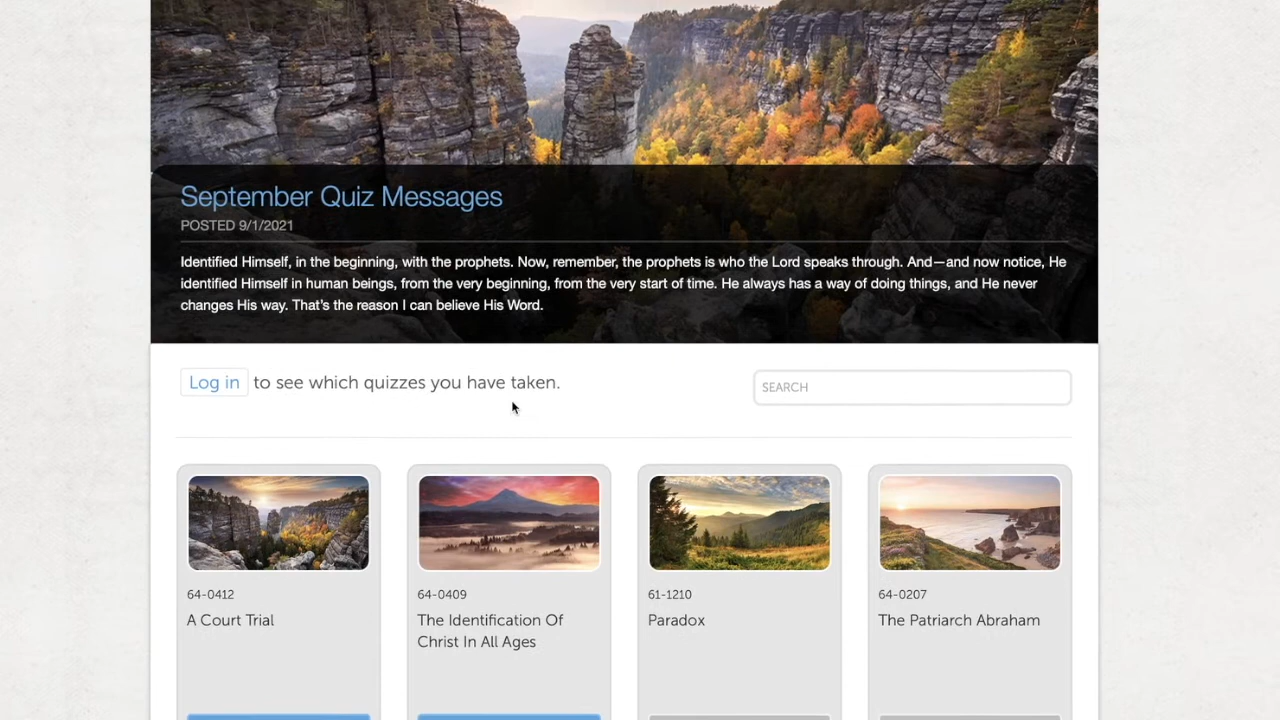 September Quiz Messages
POSTED 9/1/2021
Identified Himself, in the beginning, with the prophets. Now, remember, the prophets is who the Lord speaks through. And—and now notice, He
identified Himself in human beings, from the very beginning, from the very start of time. He always has a way of doing things, and He never
changes His way. That's the reason I can believe His Word.
Log in to see which quizzes you have taken.
SEARCH
64-0412
A Court Trial
64-0409
The Identification Of
Christ In All Ages
61-1210
Paradox
64-0207
The Patriarch Abraham